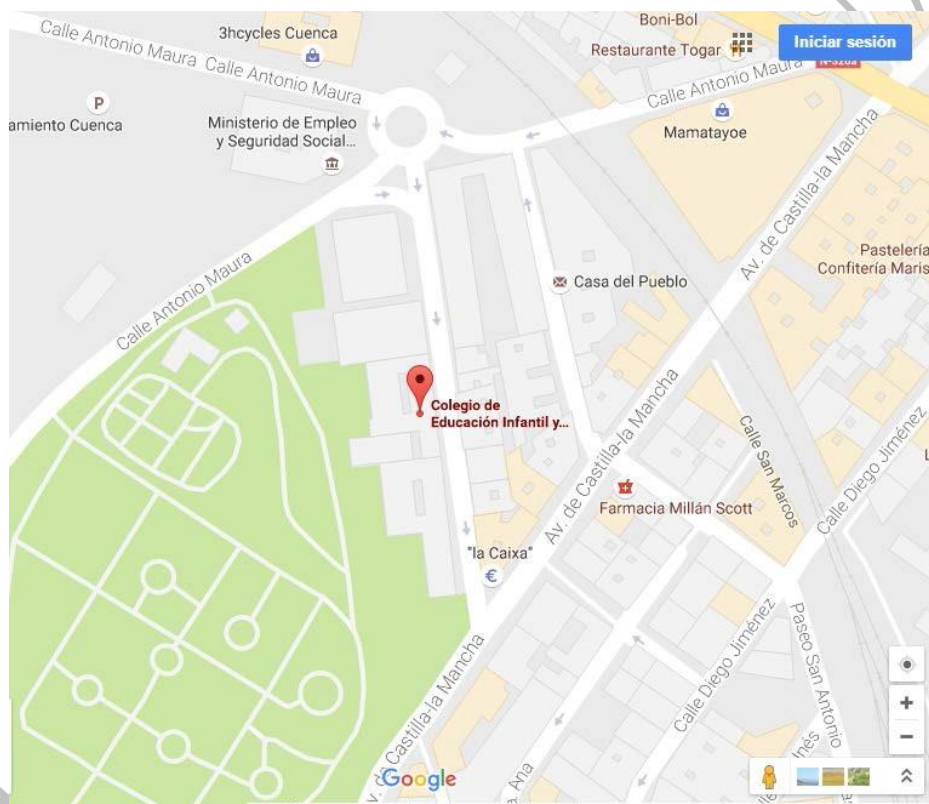 Boni-Bol
Calle Antonio Maura
3hcycles Cuenca
Restaurante Togar
Iniciar sesión
Calle Antonio Maura
N-320a
Calle Antonio Maura
P
amiento Cuenca
Ministerio de Empleo
y Seguridad Social...
Mamatayoe
Av. de Castilla-la Mancha
Pastelería
Confitería Maris
Casa del Pueblo
Calle Antonio Maura
Colegio de
Educación Infantil y...
Av. de Castilla-la Mancha
Calle San Marcos
Calle Diego Jiménez
L
Farmacia Millán Scott
"la Caixa"
€
Calle Diego Jiménez
Paseo San Antonio
Av. de Castilla-la Mancha
+
−
Inés
Ana
Google